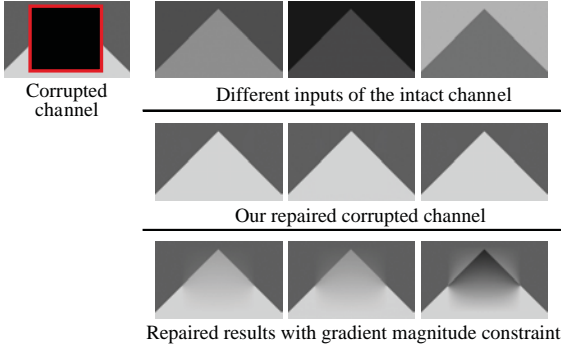 Corrupted
channel
Different inputs of the intact channel
Our repaired corrupted channel
Repaired results with gradient magnitude constraint